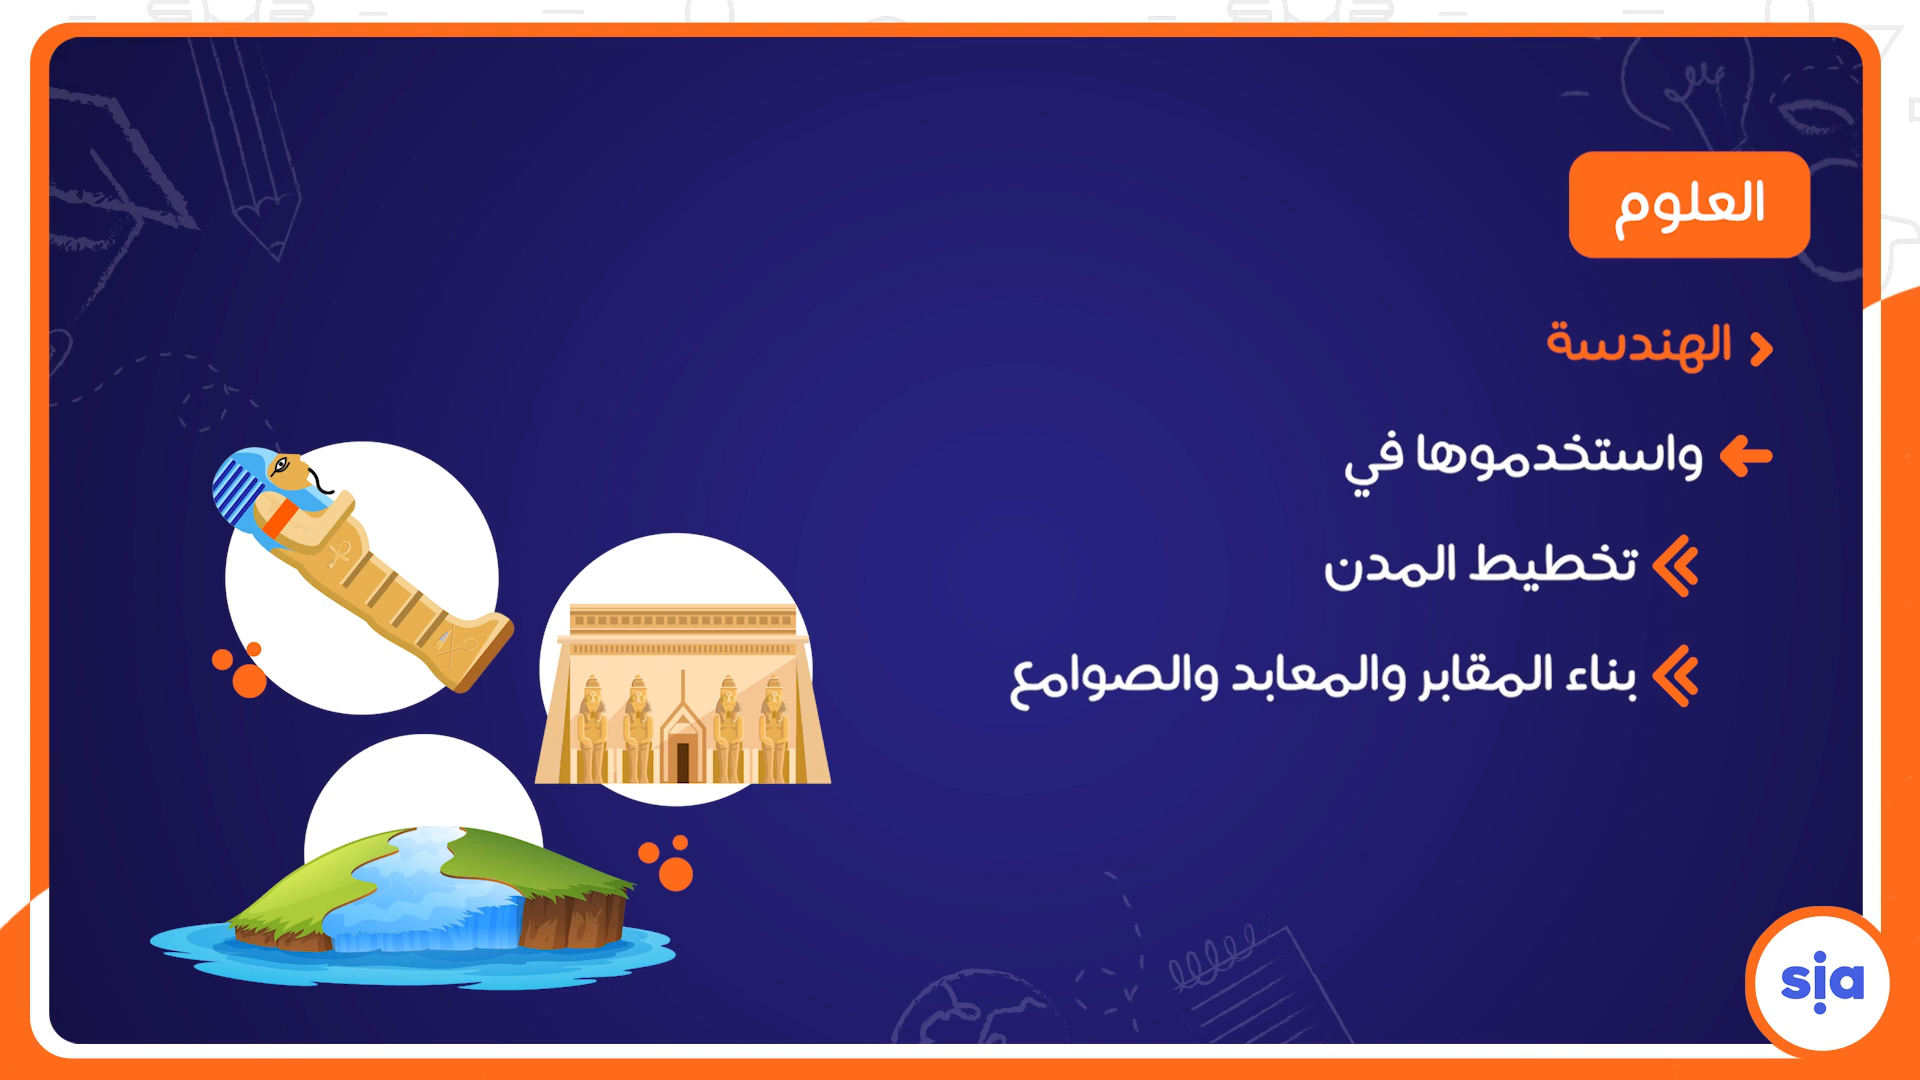 العلوم
الهندسة
واستخدموها في
تخطيط المدن
بناء المقابر والمعابد والصوامع
sia